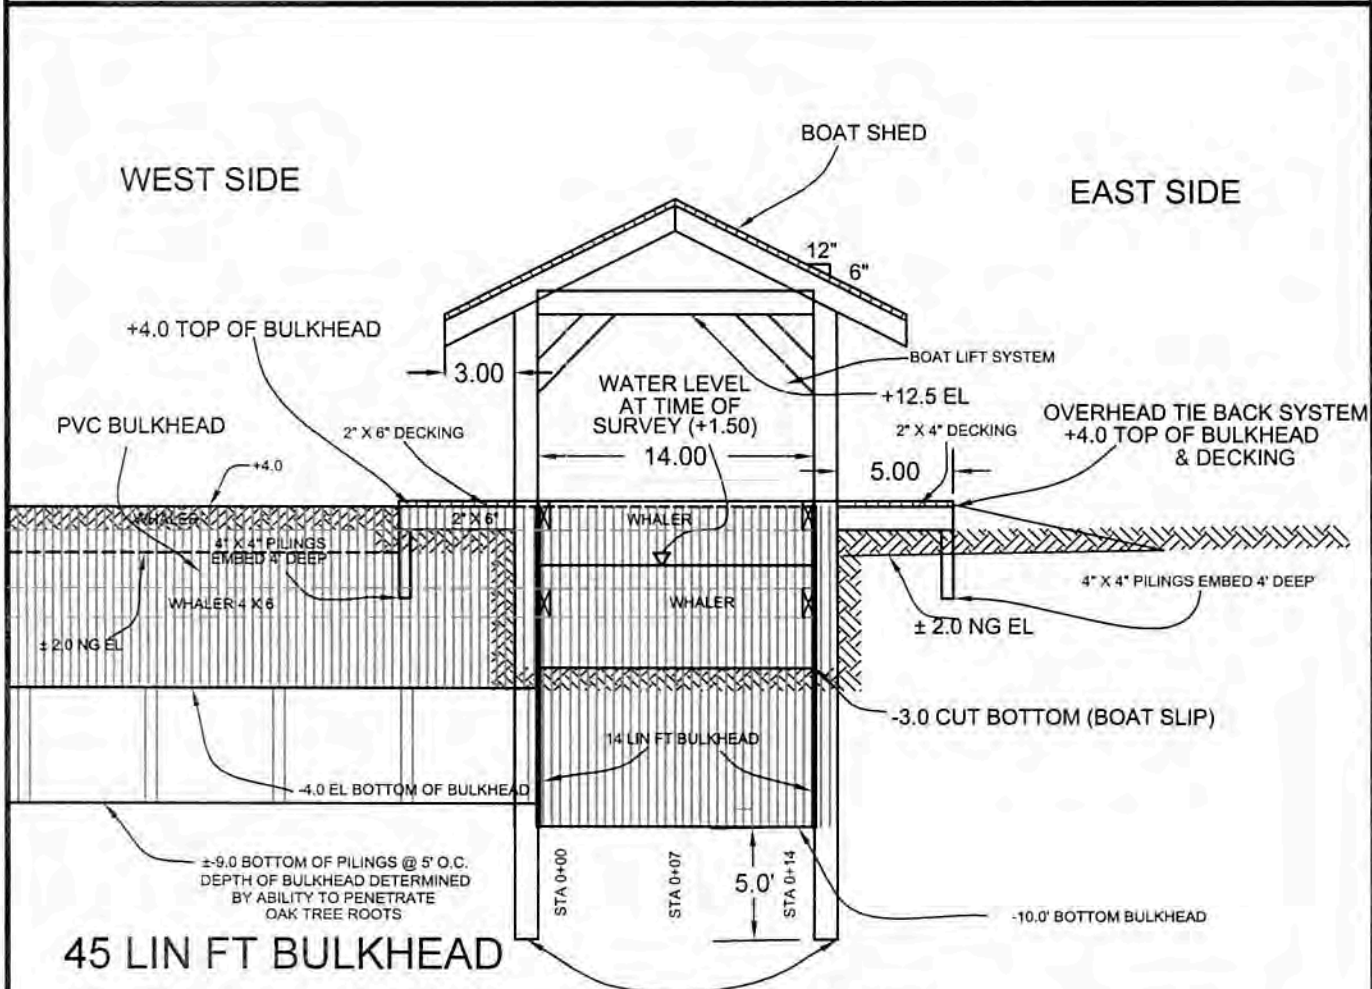 BOAT SHED
WEST SIDE
EAST SIDE
12"
6"
+4.0 TOP OF BULKHEAD
BOAT LIFT SYSTEM
3.00
WATER LEVEL
AT TIME OF
SURVEY (+1.50)
+12.5 EL
OVERHEAD TIE BACK SYSTEM
+4.0 TOP OF BULKHEAD
& DECKING
PVC BULKHEAD
2" X 6" DECKING
2" X 4" DECKING
14.00
5.00
+4.0
WHALER
2" X 6"
WHALER
4" X 4" PILINGS
EMBED 4' DEEP
4" X 4" PILINGS EMBED 4' DEEP
WHALER 4 X 6
WHALER
± 2.0 NG EL
± 2.0 NG EL
-3.0 CUT BOTTOM (BOAT SLIP)
14 LIN FT BULKHEAD
-4.0 EL BOTTOM OF BULKHEAD
±-9.0 BOTTOM OF PILINGS @ 5' O.C.
DEPTH OF BULKHEAD DETERMINED
BY ABILITY TO PENETRATE
OAK TREE ROOTS
STA 0+00
STA 0+07
5.0'
STA 0+14
-10.0' BOTTOM BULKHEAD
45 LIN FT BULKHEAD